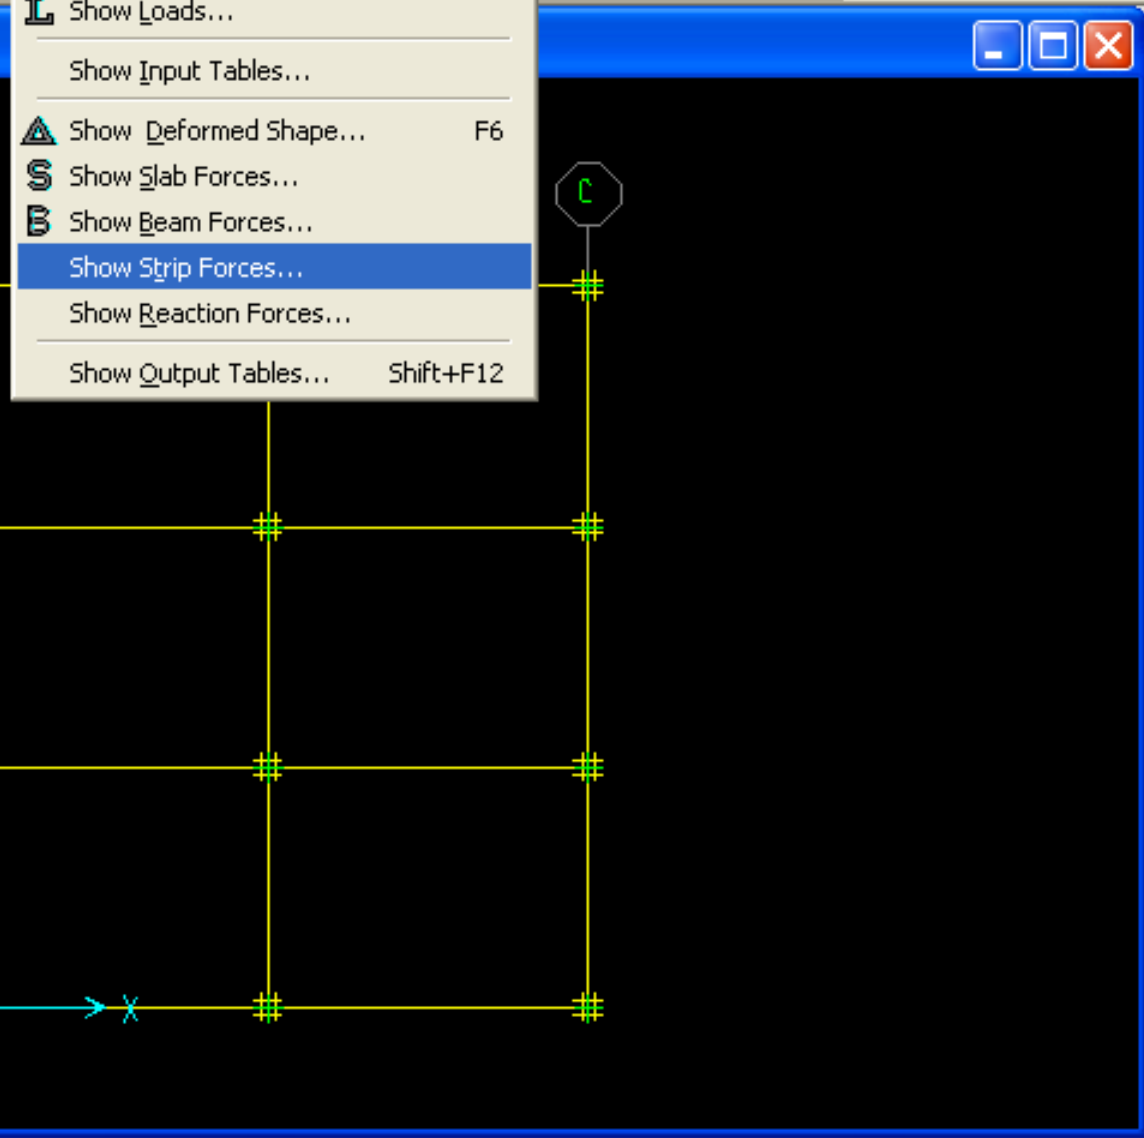 Show Loads...
Show Input Tables...
Show Deformed Shape... F6
Show Slab Forces...
Show Beam Forces...
Show Strip Forces...
Show Reaction Forces...
Show Output Tables... Shift+F12
C
X